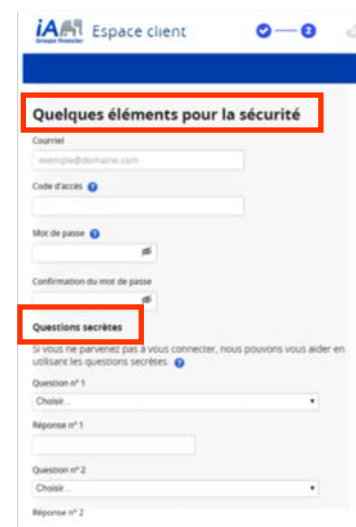 iA
Groupe financier
Espace client
2
Quelques éléments pour la sécurité
Courriel
exemple@domaine.com
Code d'accès ?
Mot de passe ?
Confirmation du mot de passe
Questions secrètes
Si vous ne parvenez pas à vous connecter, nous pouvons vous aider en
utilisant les questions secrètes. ?
Question n° 1
Choisir...
Réponse n° 1
Question n° 2
Choisir...
Réponse n° 2